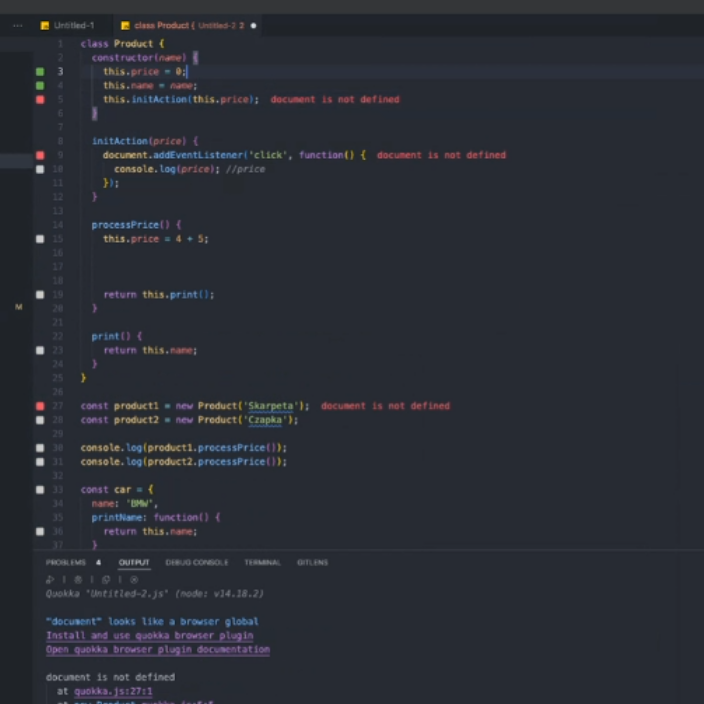 ··· Untitled-1 class Product { Untitled-2 2 ●
1 class Product {
2 constructor(name) {
3 this.price = 0;
4 this.name = name;
5 this.initAction(this.price); document is not defined
6 }
7
8 initAction(price) {
9 document.addEventListener('click', function() { document is not defined
10 console.log(price); //price
11 });
12 }
13
14 processPrice() {
15 this.price = 4 + 5;
16
17
18
19 return this.print();
M
20 }
21
22 print() {
23 return this.name;
24 }
25 }
26
27 const product1 = new Product('Skarpeta'); document is not defined
28 const product2 = new Product('Czapka');
29
30 console.log(product1.processPrice());
31 console.log(product2.processPrice());
32
33 const car = {
34 name: 'BMW',
35 printName: function() {
36 return this.name;
37 }
PROBLEMS 4 OUTPUT DEBUG CONSOLE TERMINAL GITLENS
Quokka 'Untitled-2.js' (node: v14.18.2)
"document" looks like a browser global
Install and use quokka browser plugin
Open quokka browser plugin documentation
document is not defined
at quokka.js:27:1